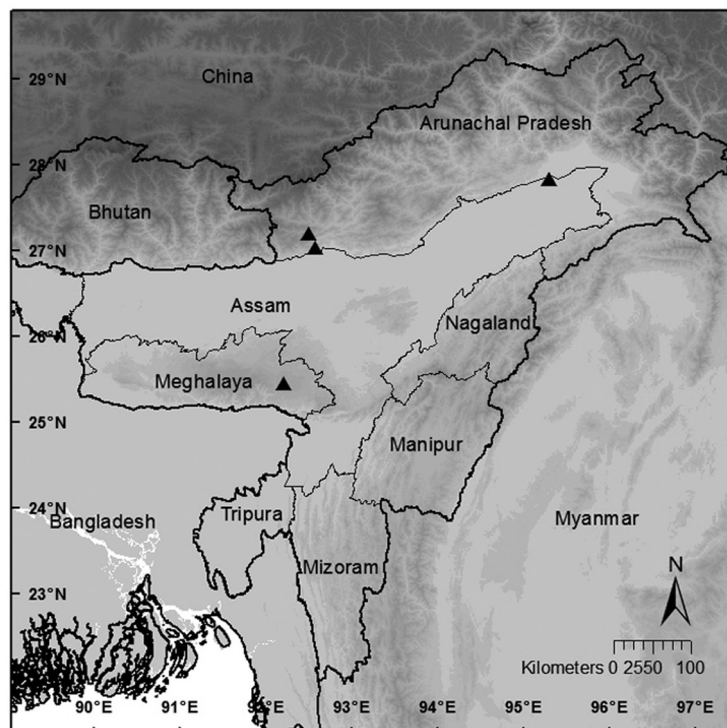 29°N
China
Arunachal Pradesh
28°N
Bhutan
27°N
Assam
Nagaland
26°N
Meghalaya
25°N
Manipur
24°N
Tripura
Bangladesh
Myanmar
Mizoram
23°N
N
Kilometers 0 2550 100
90°E 91°E 92°E 93°E 94°E 95°E 96°E 97°E